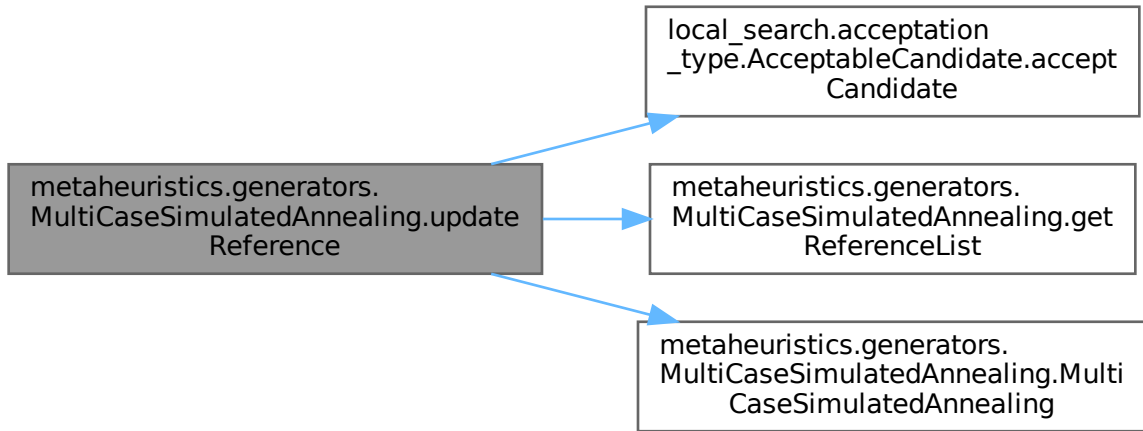 metaheuristics.generators.
MultiCaseSimulatedAnnealing.update
Reference
local_search.acceptation
_type.AcceptableCandidate.accept
Candidate
metaheuristics.generators.
MultiCaseSimulatedAnnealing.get
ReferenceList
metaheuristics.generators.
MultiCaseSimulatedAnnealing.Multi
CaseSimulatedAnnealing